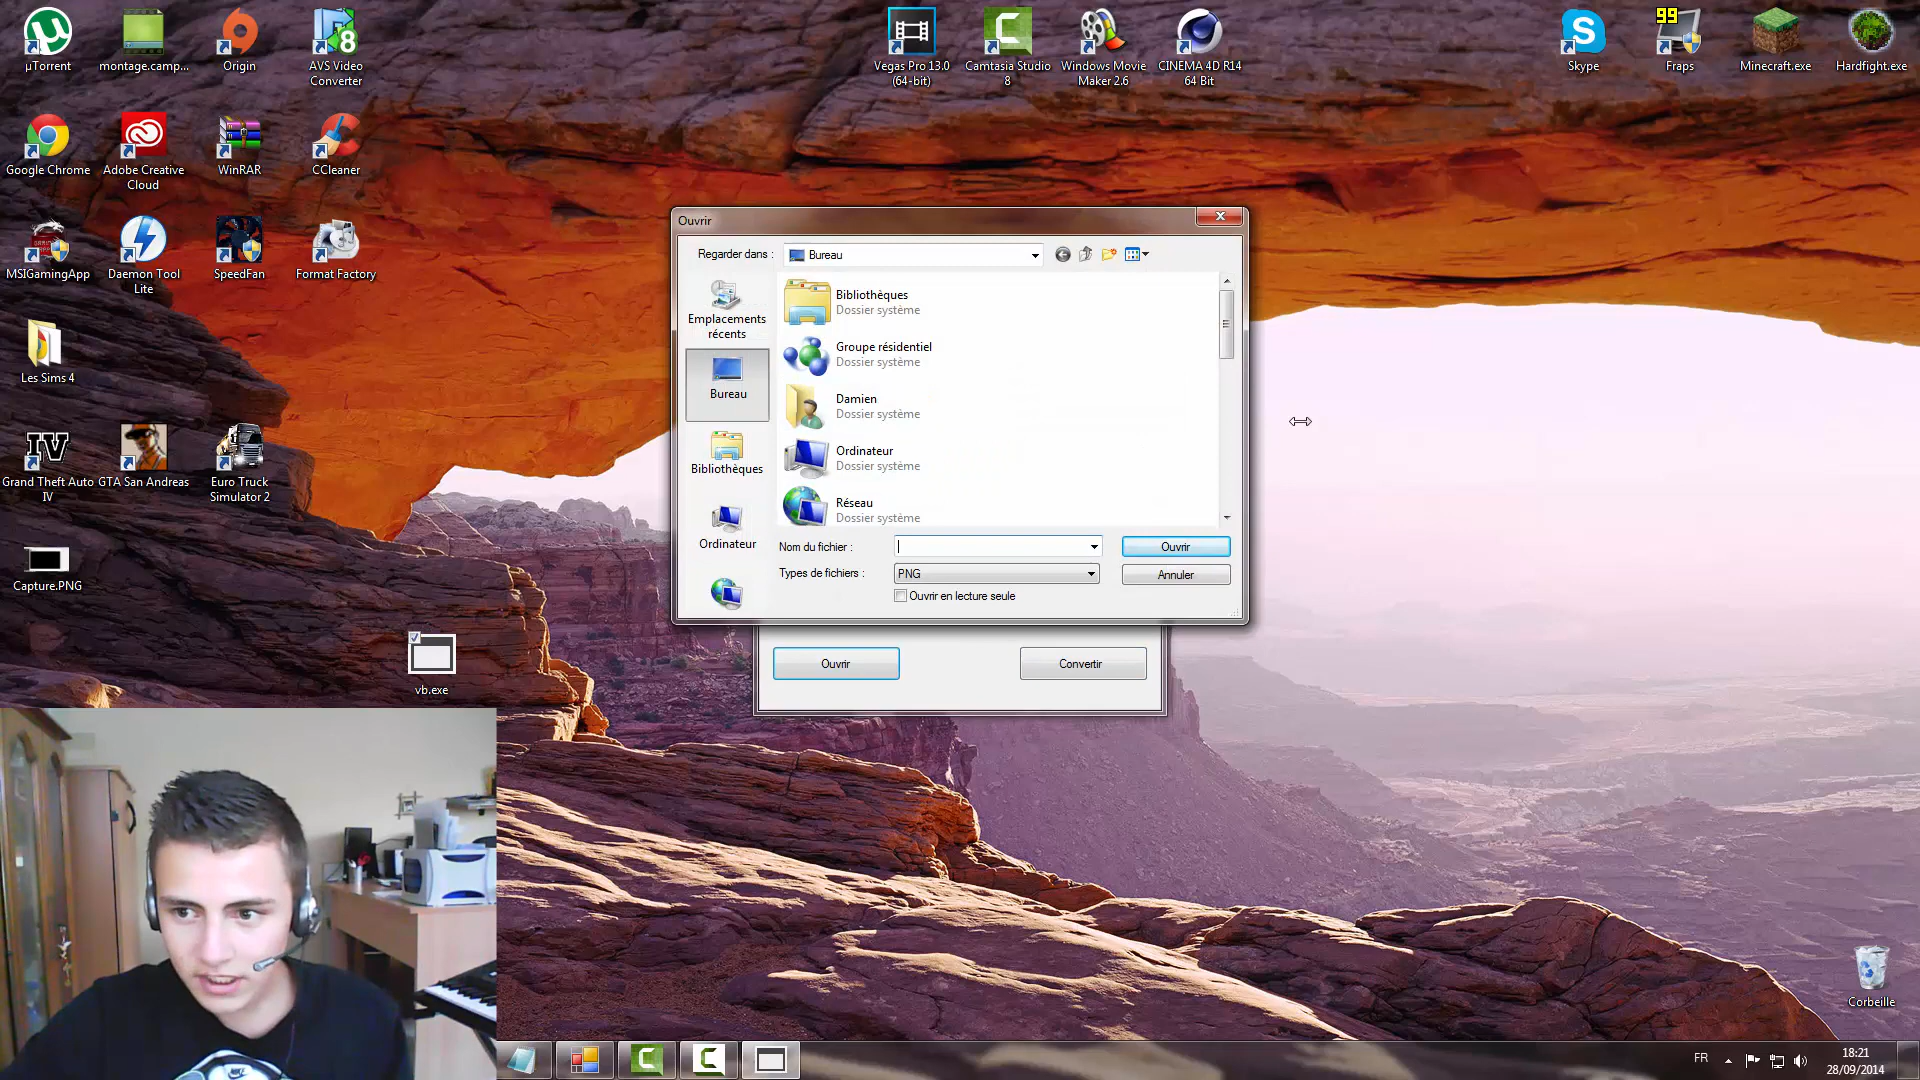 µTorrent
montage.camp...
Origin
AVS Video
Converter
8
Vegas Pro 13.0
(64-bit)
Camtasia Studio
8
Windows Movie
Maker 2.6
CINEMA 4D R14
64 Bit
Skype
99
Fraps
Minecraft.exe
Hardfight.exe
Google Chrome
Adobe Creative
Cloud
WinRAR
CCleaner
MSIGamingApp
Daemon Tool
Lite
SpeedFan
Format Factory
Les Sims 4
IV
Grand Theft Auto
IV
GTA San Andreas
Euro Truck
Simulator 2
Capture.PNG
vb.exe
Ouvrir
Regarder dans :
Bureau
Emplacements
récents
Bureau
Bibliothèques
Ordinateur
Bibliothèques
Dossier système
Groupe résidentiel
Dossier système
Damien
Dossier système
Ordinateur
Dossier système
Réseau
Dossier système
Nom du fichier :
Ouvrir
Types de fichiers :
PNG
Annuler
Ouvrir en lecture seule
Ouvrir
Convertir
Corbeille
FR
18:21
28/09/2014